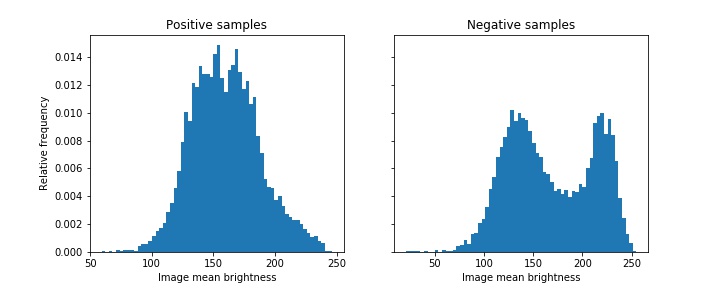 Positive samples
Negative samples
Relative frequency
0.014
0.012
0.010
0.008
0.006
0.004
0.002
0.000
50 100 150 200 250
50 100 150 200 250
Image mean brightness
Image mean brightness